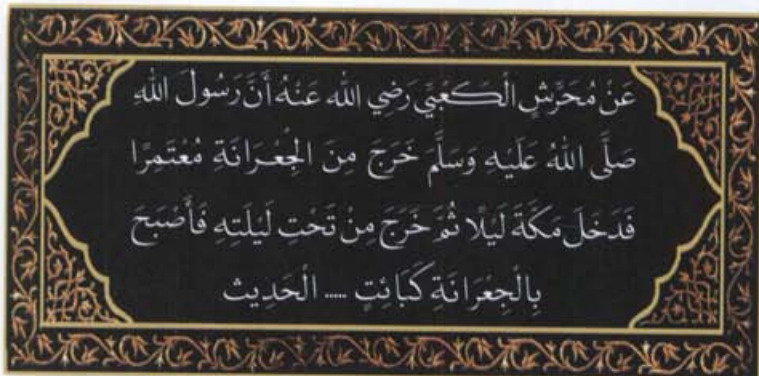 عَنْ مُحَرِّشٍ الْكَعْبِيِّ رَضِي اللهُ عَنْهُ أَنَّ رَسُولَ اللهِ
صَلَّى اللهُ عَلَيْهِ وَسَلَّمَ خَرَجَ مِنَ الْجِعْرَانَةِ مُعْتَمِرًا
فَدَخَلَ مَكَّةَ لَيْلًا ثُمَّ خَرَجَ مِنْ تَحْتِ لَيْلَتِهِ فَأَصْبَحَ
بِالْجِعْرَانَةِ كَبَائِتٍ ..... الْحَدِيث